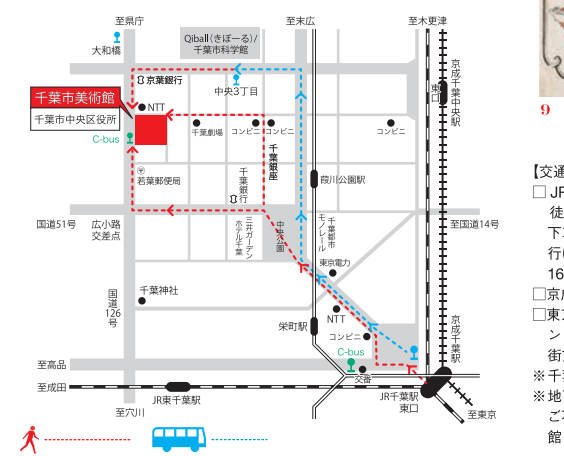 至県庁
至末広
至木更津
大和橋
Qiball(きぼーる)/
千葉市科学館
京葉銀行
中央3丁目
千葉市美術館
千葉市中央区役所
NTT
C-bus
千葉劇場
コンビニ
コンビニ
コンビニ
東口
京成千葉中央駅
若葉郵便局
千葉銀行
千葉銀座
葭川公園駅
国道51号
広小路
交差点
三井ガーデン
ホテル千葉
中央公園
千葉都市
モノレール
至国道14号
東京電力
国道126号
千葉神社
栄町駅
NTT
コンビニ
C-bus
交番
京成千葉駅
至高品
至成田
JR東千葉駅
至穴川
JR千葉駅
東口
至東京
9
【交通
□JR
徒
下
行
16
□京成
□東京
ン
街
※千葉
※地
ご
館